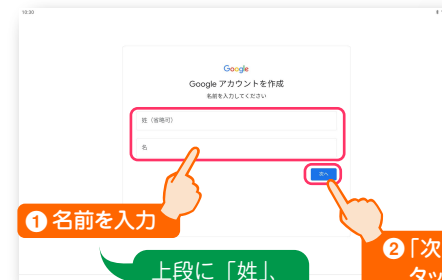 10:30
Google
Google アカウントを作成
名前を入力してください
姓（省略可）
名
次へ
❶ 名前を入力
❷「次
タッ
上段に「姓」、